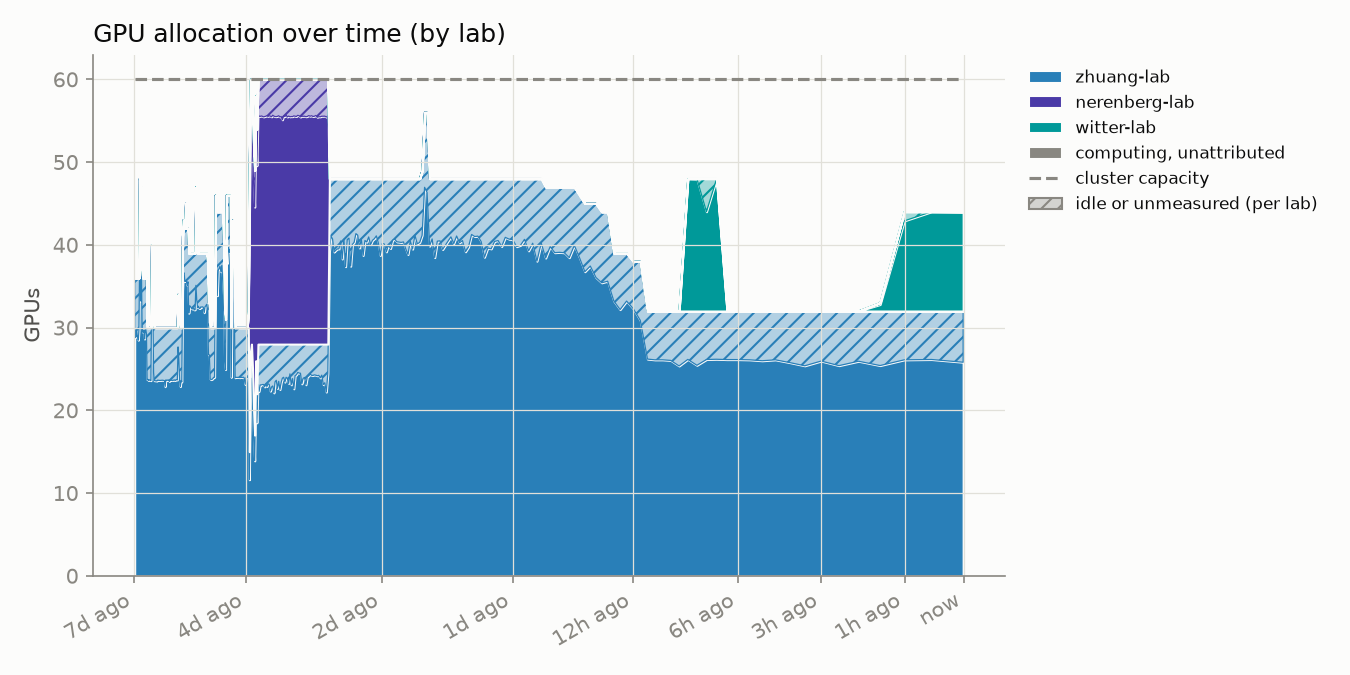 GPU allocation over time (by lab)
60
50
40
30
20
10
0
GPUs
7d ago
4d ago
2d ago
1d ago
12h ago
6h ago
3h ago
1h ago
now
zhuang-lab
nerenberg-lab
witter-lab
computing, unattributed
cluster capacity
idle or unmeasured (per lab)